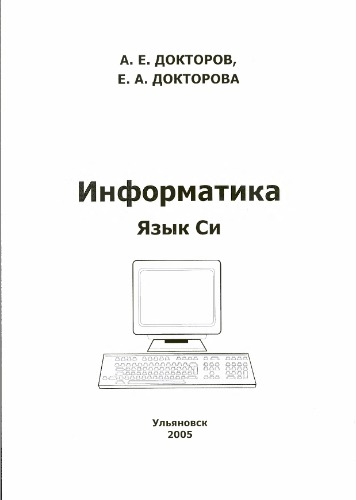 А. Е. ДОКТОРОВ,
Е. А. ДОКТОРОВА
Информатика
Язык Си
Ульяновск
2005